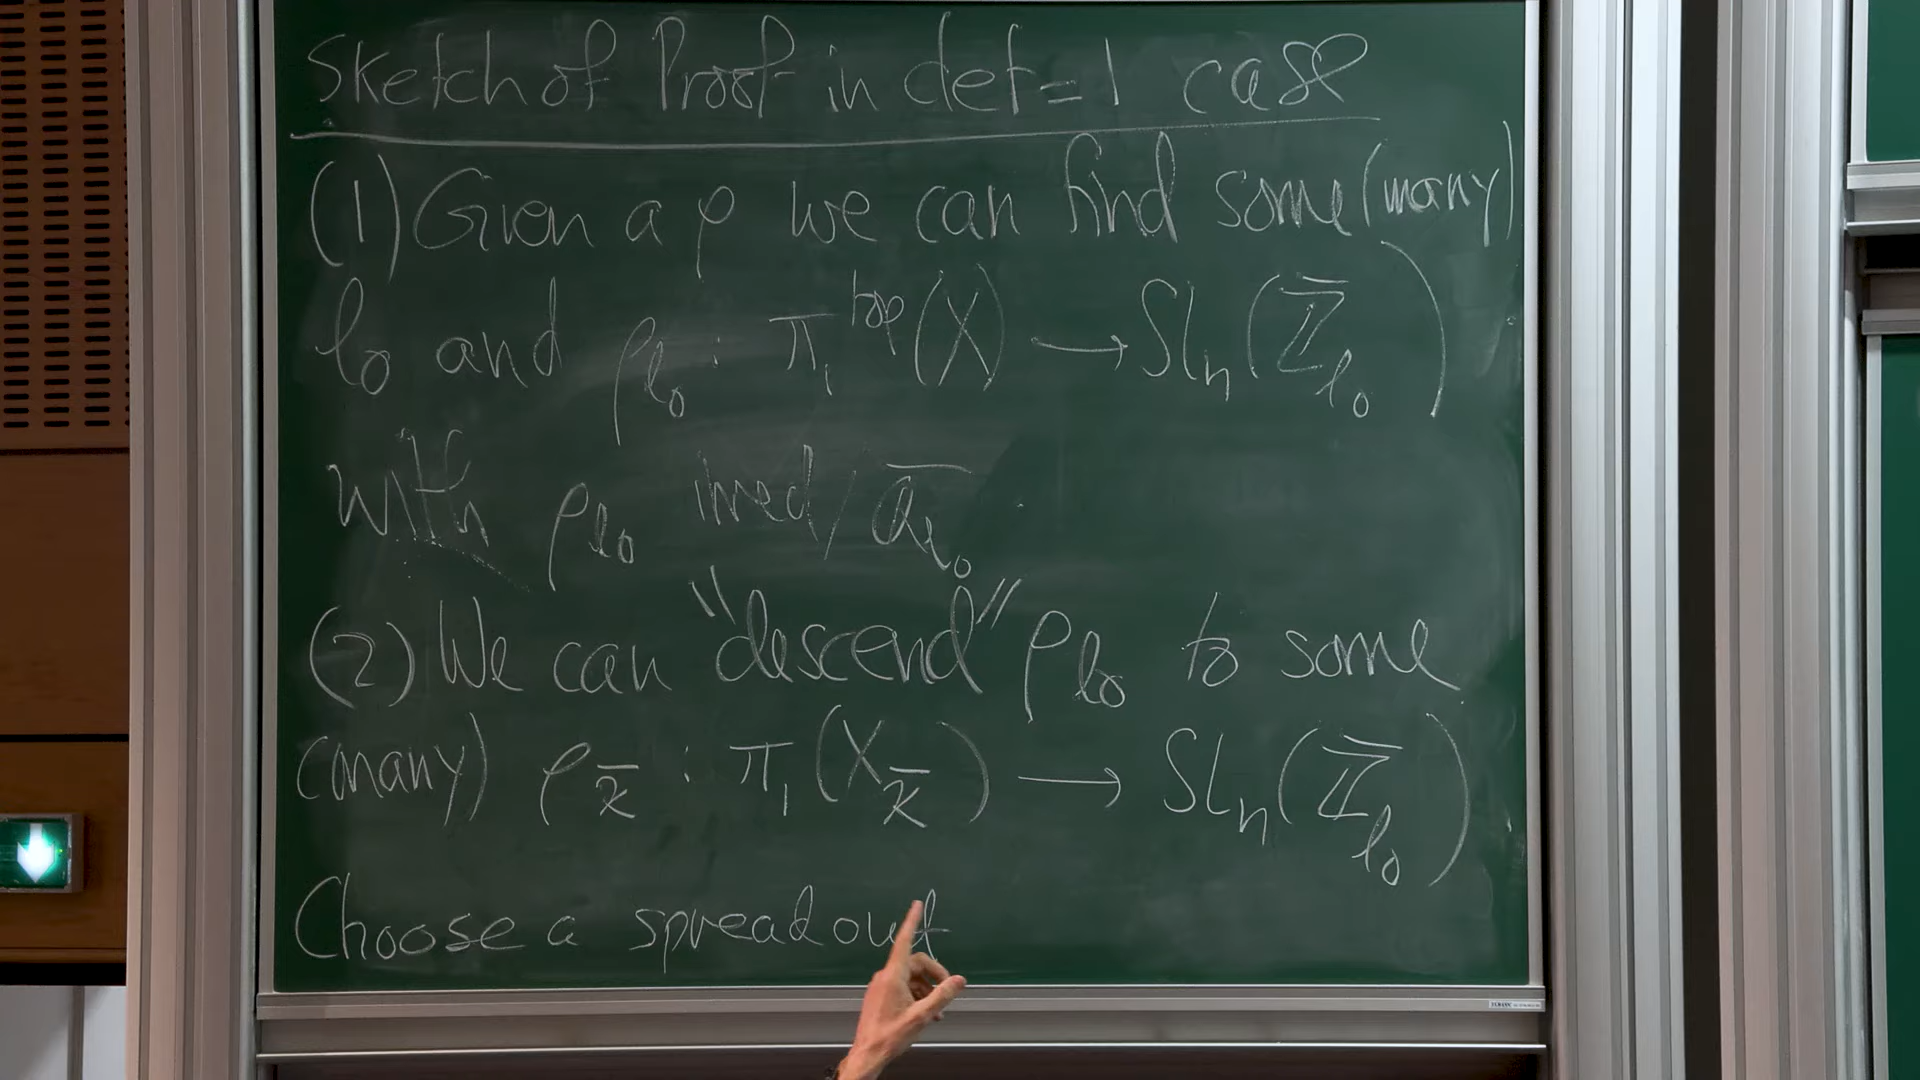 Sketch of Proof in det=1 case
(1) Given a ρ we can find some (many)
ℓ₀ and ρ_ℓ₀ : π₁^top(X) ⟶ Sl_n(Z̄_ℓ₀)
with ρ_ℓ₀ irred/Q̄_ℓ₀.
(2) We can "descend" ρ_ℓ₀ to some
(many) ρ_k̄ : π₁(X_k̄) ⟶ Sl_n(Z̄_ℓ₀)
Choose a spread out